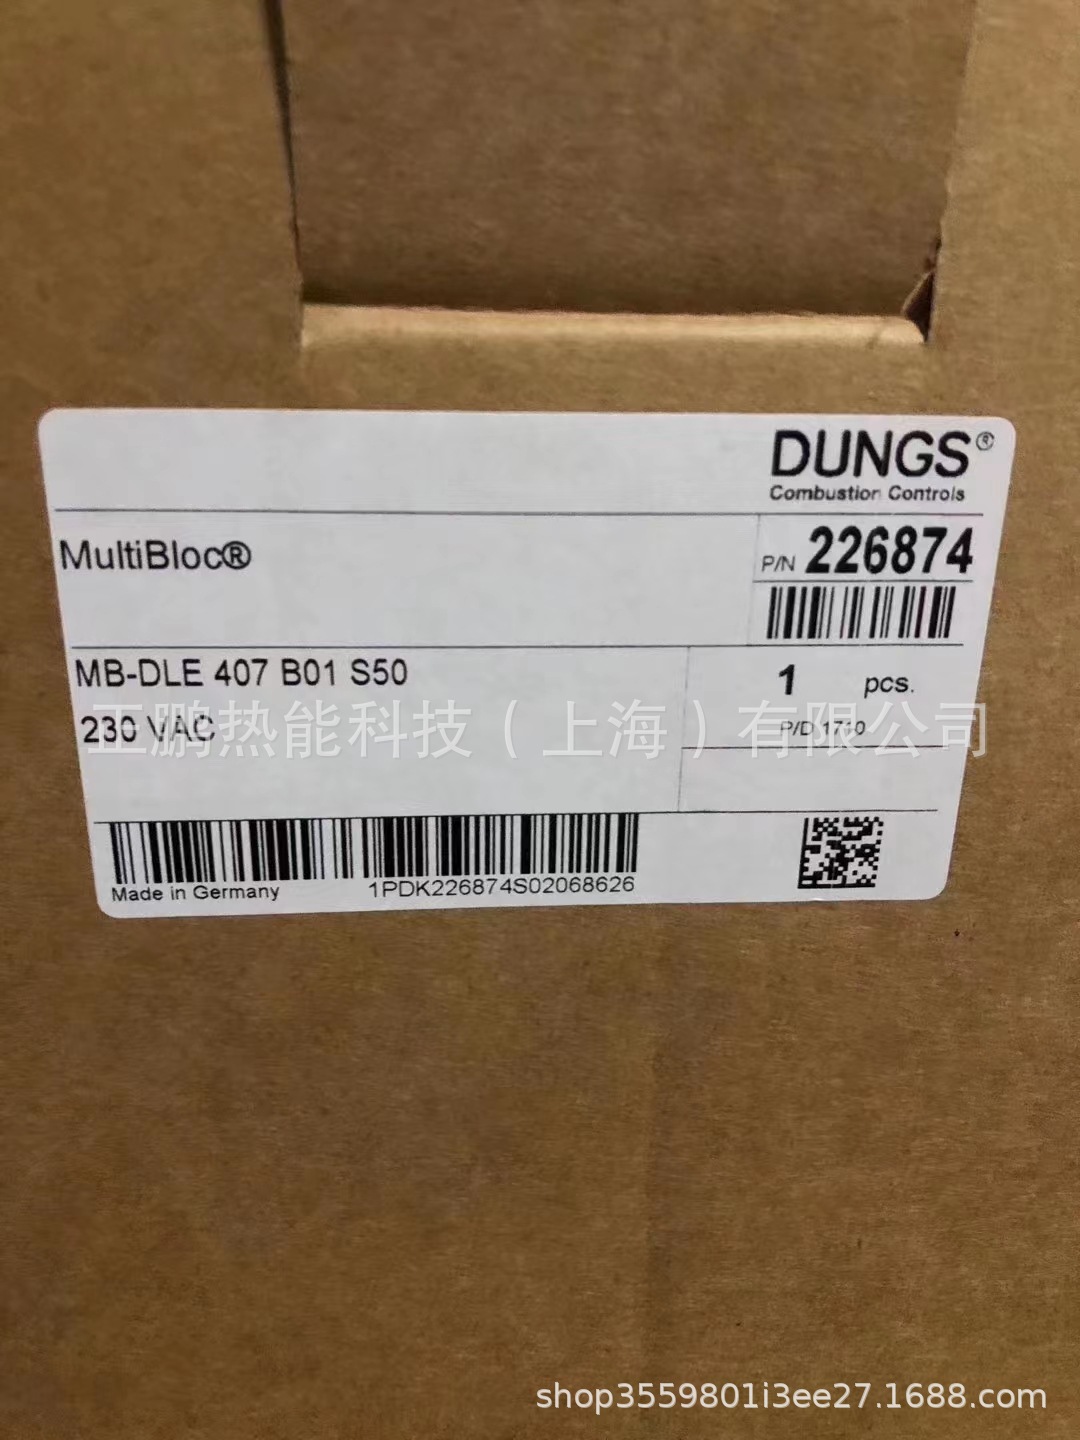 DUNGS®
Combustion Controls
MultiBloc®
P/N 226874
MB-DLE 407 B01 S50
1 pcs.
230 VAC
P/D 1710
正鹏热能科技（上海）有限公司
Made in Germany
1PDK226874S02068626
shop3559801i3ee27.1688.com